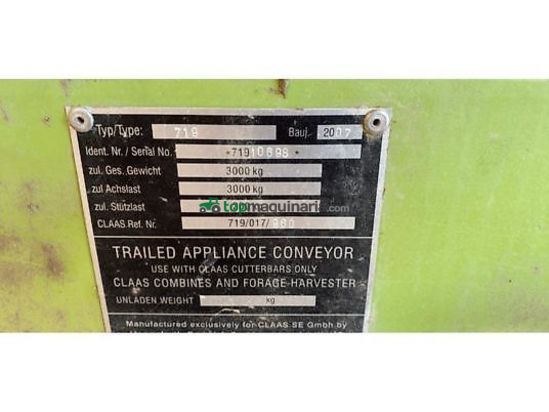 Typ/Type: 719 Bauj. 2007
Ident. Nr./Serial No. *719
zul. Ges. Gewicht 3000 kg
zul. Achslast 3000 kg
zul. Stützlast
topmaquinaria.com
CLAAS Ref. Nr. 719/017/
TRAILED APPLIANCE CONVEYOR
USE WITH CLAAS CUTTERBARS ONLY
CLAAS COMBINES AND FORAGE-HARVESTER
UNLADEN WEIGHT kg
Manufactured exclusively for CLAAS SE Gmbh by